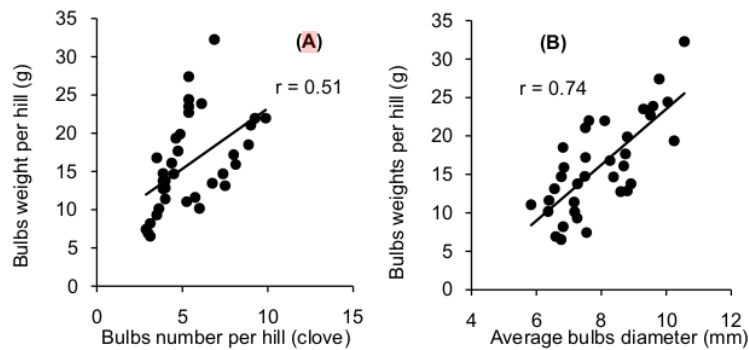 35
30
25
20
15
10
5
0
Bulbs weight per hill (g)
(A)
r = 0.51
0 5 10 15
Bulbs number per hill (clove)
35
30
25
20
15
10
5
0
Bulbs weights per hill (g)
(B)
r = 0.74
4 6 8 10 12
Average bulbs diameter (mm)